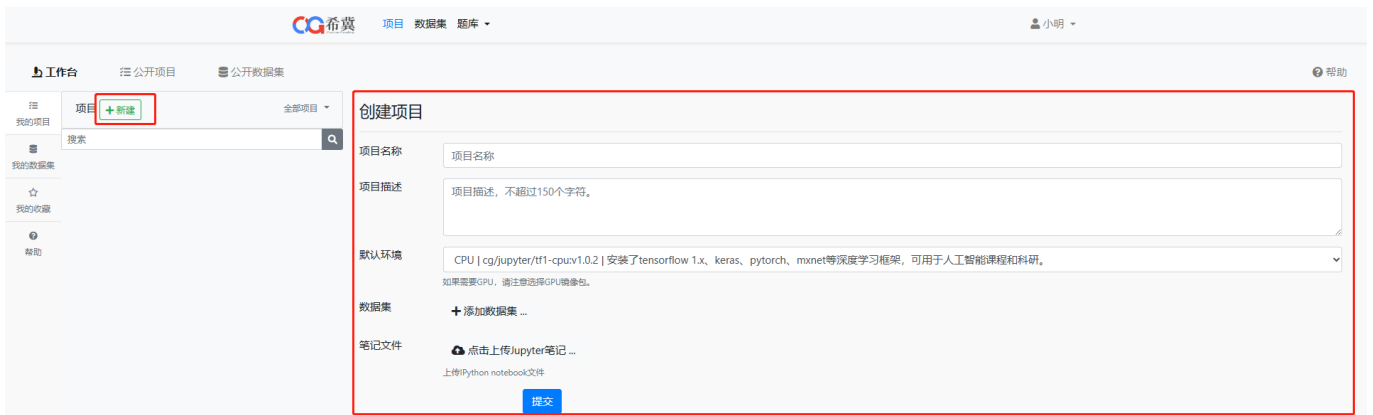 CG希冀 项目 数据集 题库 小明
工作台 公开项目 公开数据集 帮助
我的项目
我的数据集
我的收藏
帮助
项目 +新建 全部项目
搜索
创建项目
项目名称 项目名称
项目描述 项目描述，不超过150个字符。
默认环境 CPU | cg/jupyter/tf1-cpu:v1.0.2 | 安装了tensorflow 1.x、keras、pytorch、mxnet等深度学习框架，可用于人工智能课程和科研。
如果需要GPU，请注意选择GPU镜像包。
数据集 +添加数据集 ...
笔记文件 点击上传Jupyter笔记 ...
上传IPython notebook文件
提交